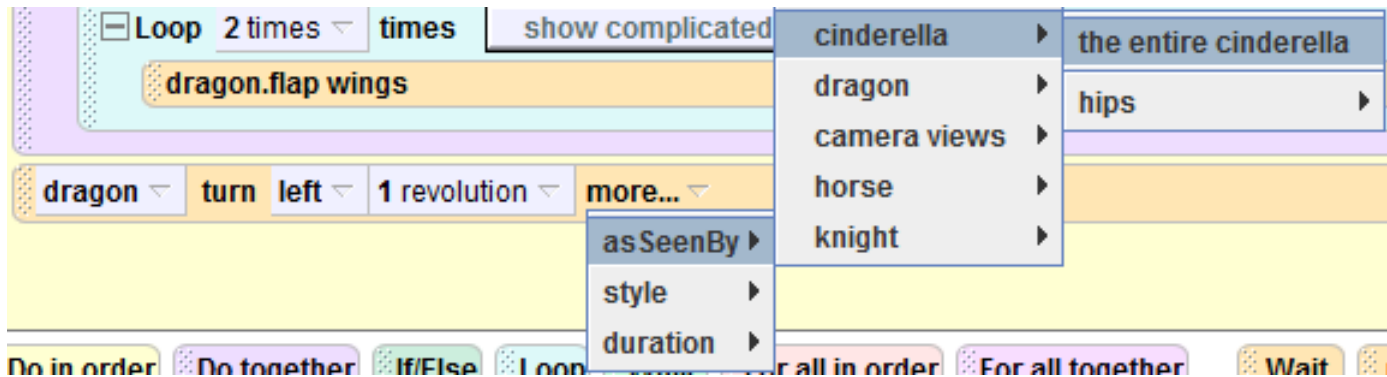 Loop 2 times times show complicated
dragon.flap wings
dragon turn left 1 revolution more...
asSeenBy
style
duration
cinderella
dragon
camera views
horse
knight
the entire cinderella
hips
Do in order Do together If/Else Loop For all in order For all together Wait